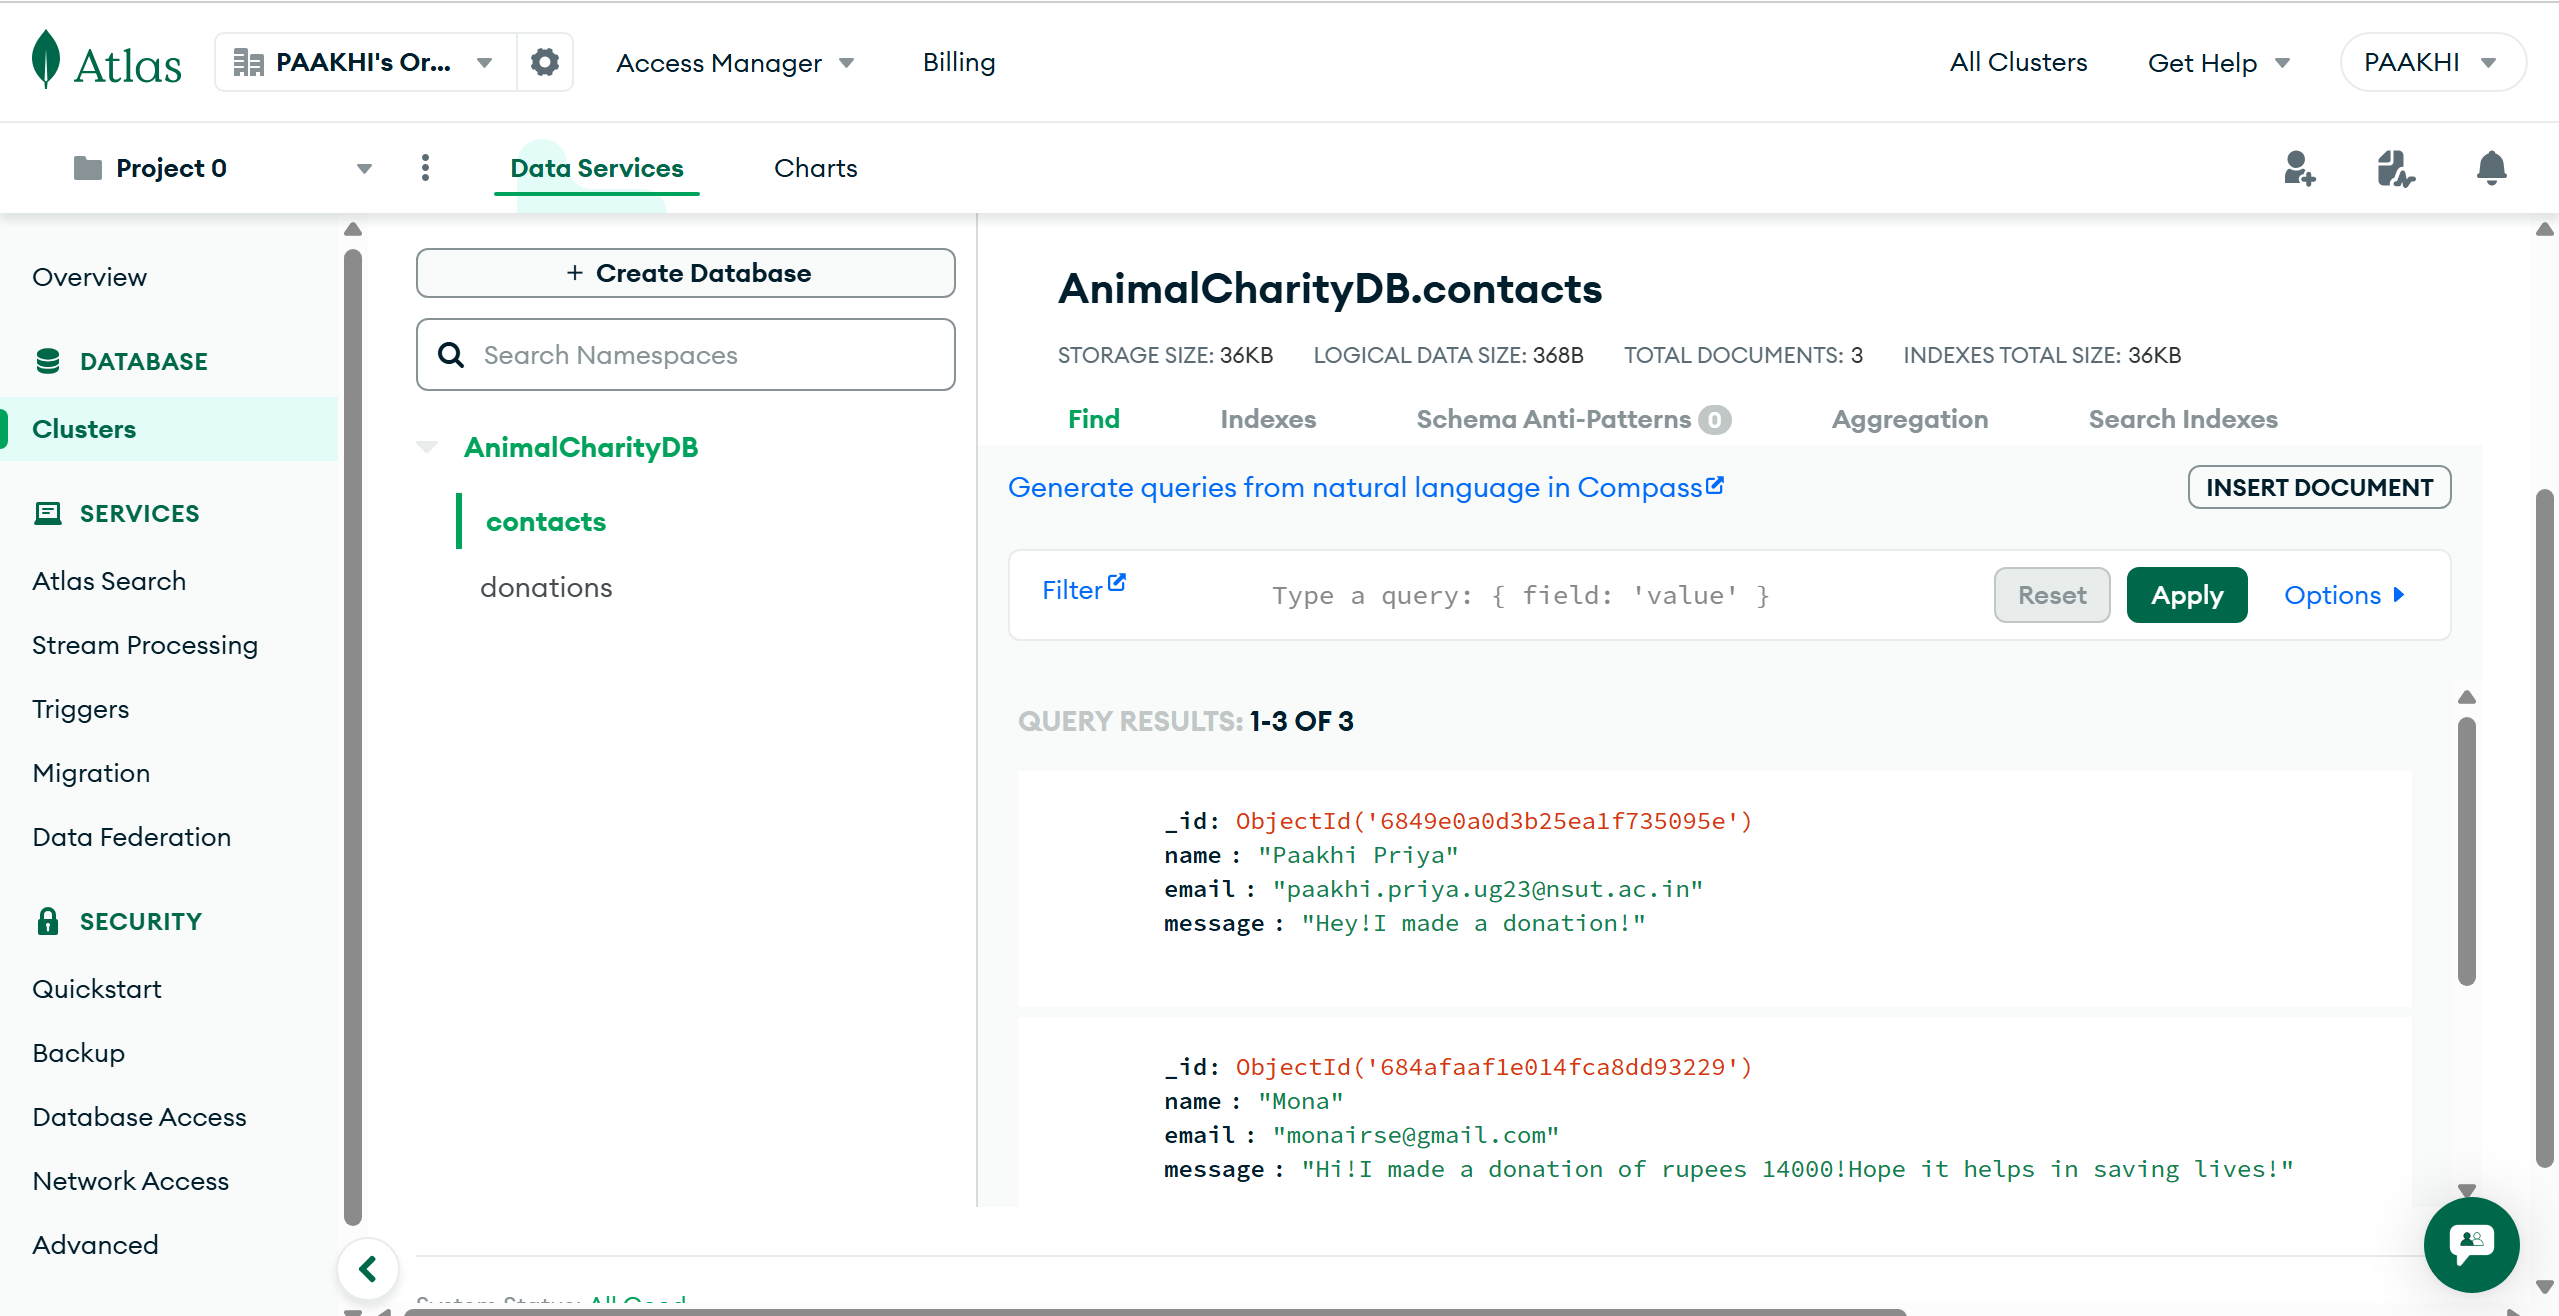 Atlas
PAAKHI's Or...
Access Manager
Billing
All Clusters
Get Help
PAAKHI
Project 0
Data Services
Charts
Overview
DATABASE
Clusters
SERVICES
Atlas Search
Stream Processing
Triggers
Migration
Data Federation
SECURITY
Quickstart
Backup
Database Access
Network Access
Advanced
+ Create Database
Search Namespaces
AnimalCharityDB
contacts
donations
AnimalCharityDB.contacts
STORAGE SIZE: 36KB LOGICAL DATA SIZE: 368B TOTAL DOCUMENTS: 3 INDEXES TOTAL SIZE: 36KB
Find Indexes Schema Anti-Patterns 0 Aggregation Search Indexes
Generate queries from natural language in Compass
INSERT DOCUMENT
Filter
Type a query: { field: 'value' }
Reset
Apply
Options
QUERY RESULTS: 1-3 OF 3
_id: ObjectId('6849e0a0d3b25ea1f735095e')
name : "Paakhi Priya"
email : "paakhi.priya.ug23@nsut.ac.in"
message : "Hey!I made a donation!"
_id: ObjectId('684afaaf1e014fca8dd93229')
name : "Mona"
email : "monairse@gmail.com"
message : "Hi!I made a donation of rupees 14000!Hope it helps in saving lives!"
System Status: All Good